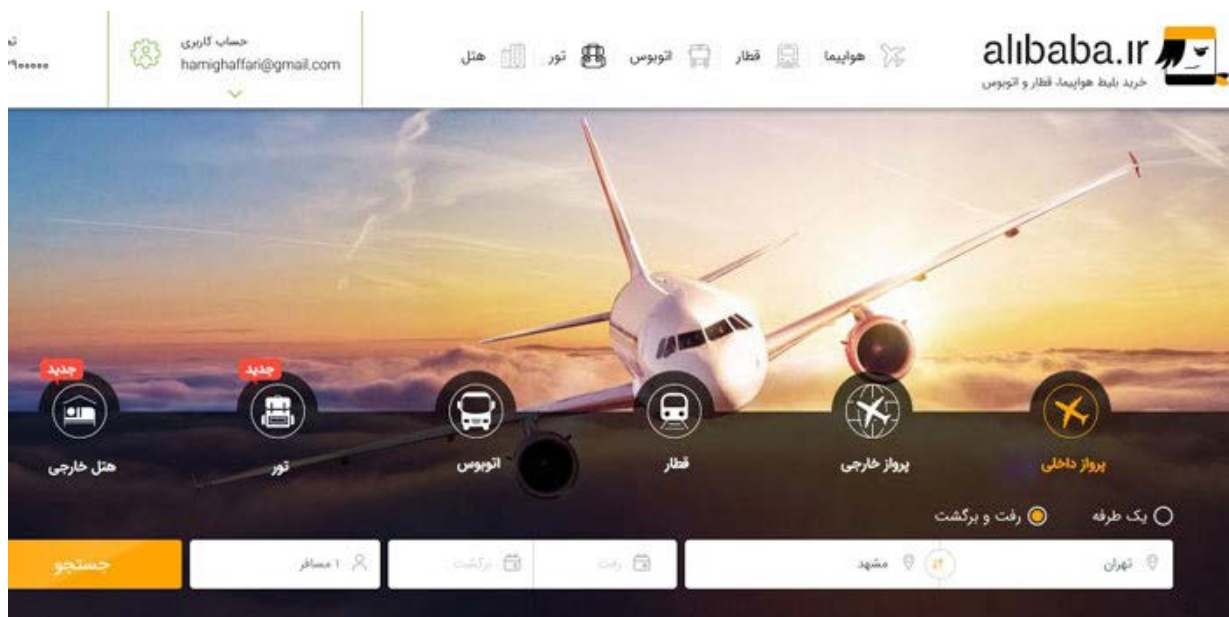 alıbaba.ir
خرید بلیط هواپیما، قطار و اتوبوس
هواپیما
قطار
اتوبوس
تور
هتل
حساب کاربری
hamighaffari@gmail.com
جدید
جدید
پرواز داخلی
پرواز خارجی
قطار
اتوبوس
تور
هتل خارجی
یک طرفه
رفت و برگشت
تهران
مشهد
رفت
برگشت
۱ مسافر
جستجو